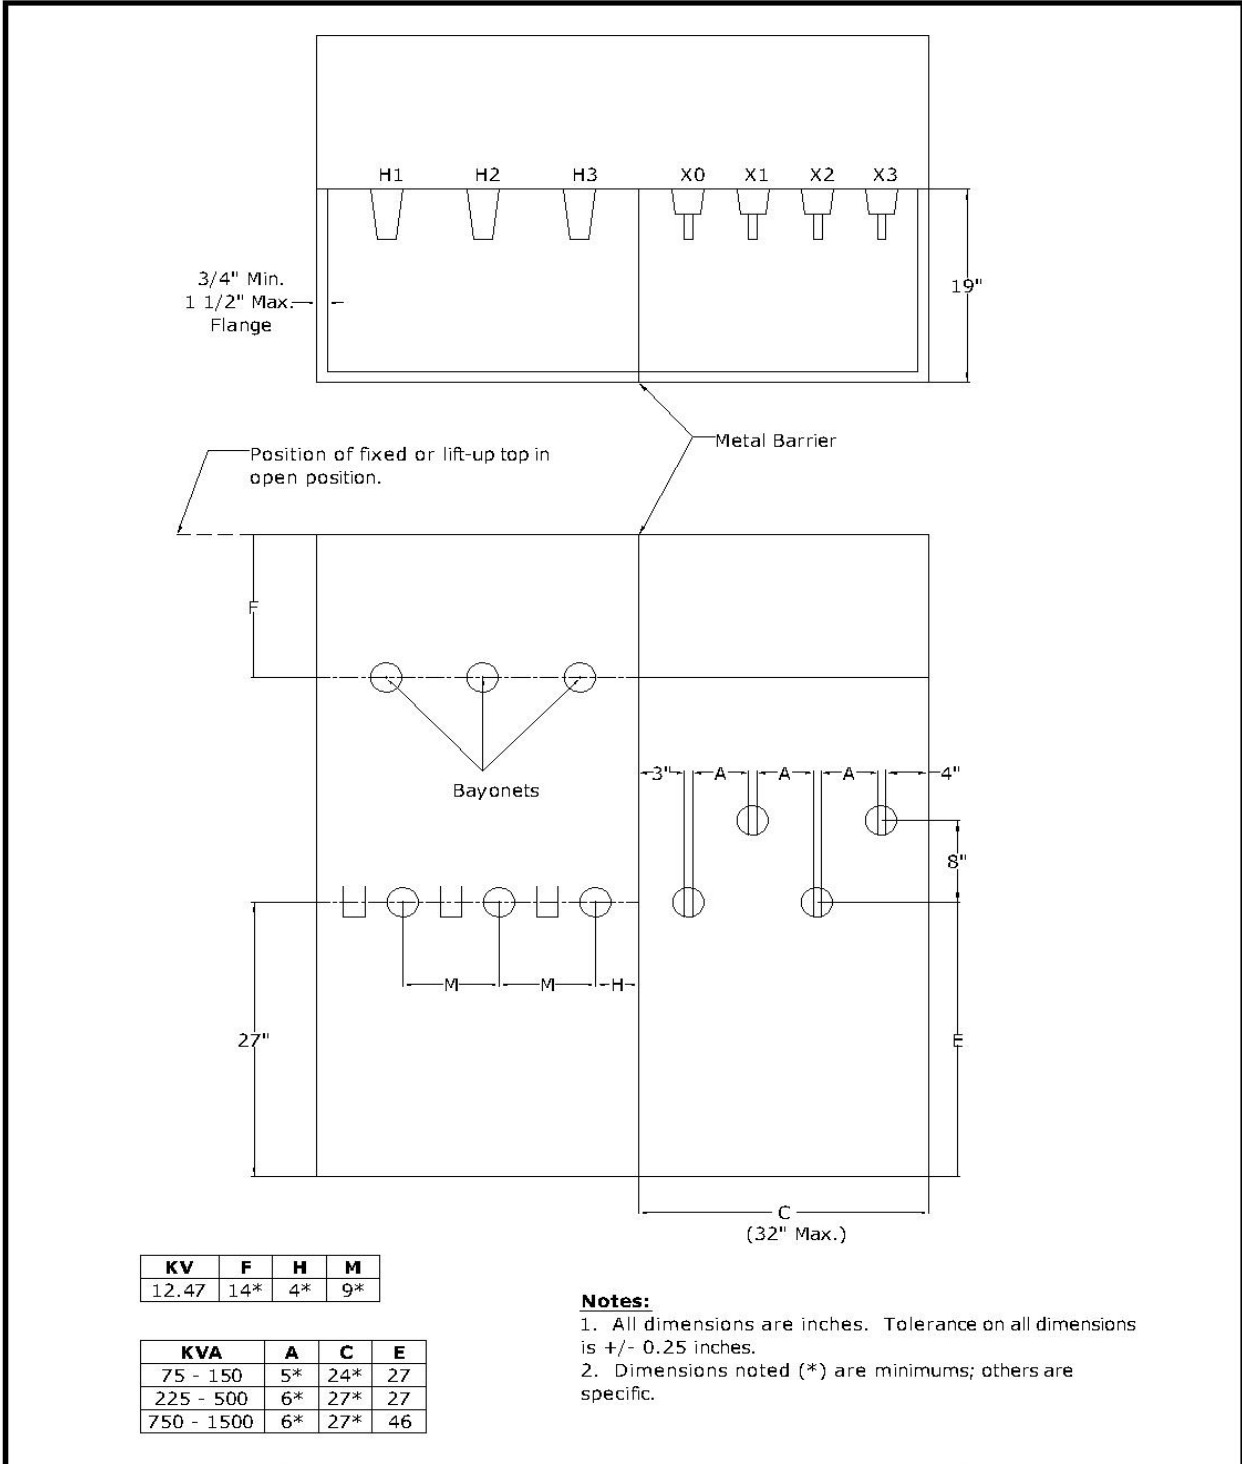 H1 H2 H3 X0 X1 X2 X3
3/4" Min.
1 1/2" Max.
Flange
19"
Metal Barrier
Position of fixed or lift-up top in
open position.
F
Bayonets
3" A A A 4"
8"
M M H
27"
E
C
(32" Max.)
KV F H M
12.47 14* 4* 9*
KVA A C E
75 - 150 5* 24* 27
225 - 500 6* 27* 27
750 - 1500 6* 27* 46
Notes:
1. All dimensions are inches. Tolerance on all dimensions
is +/- 0.25 inches.
2. Dimensions noted (*) are minimums; others are
specific.